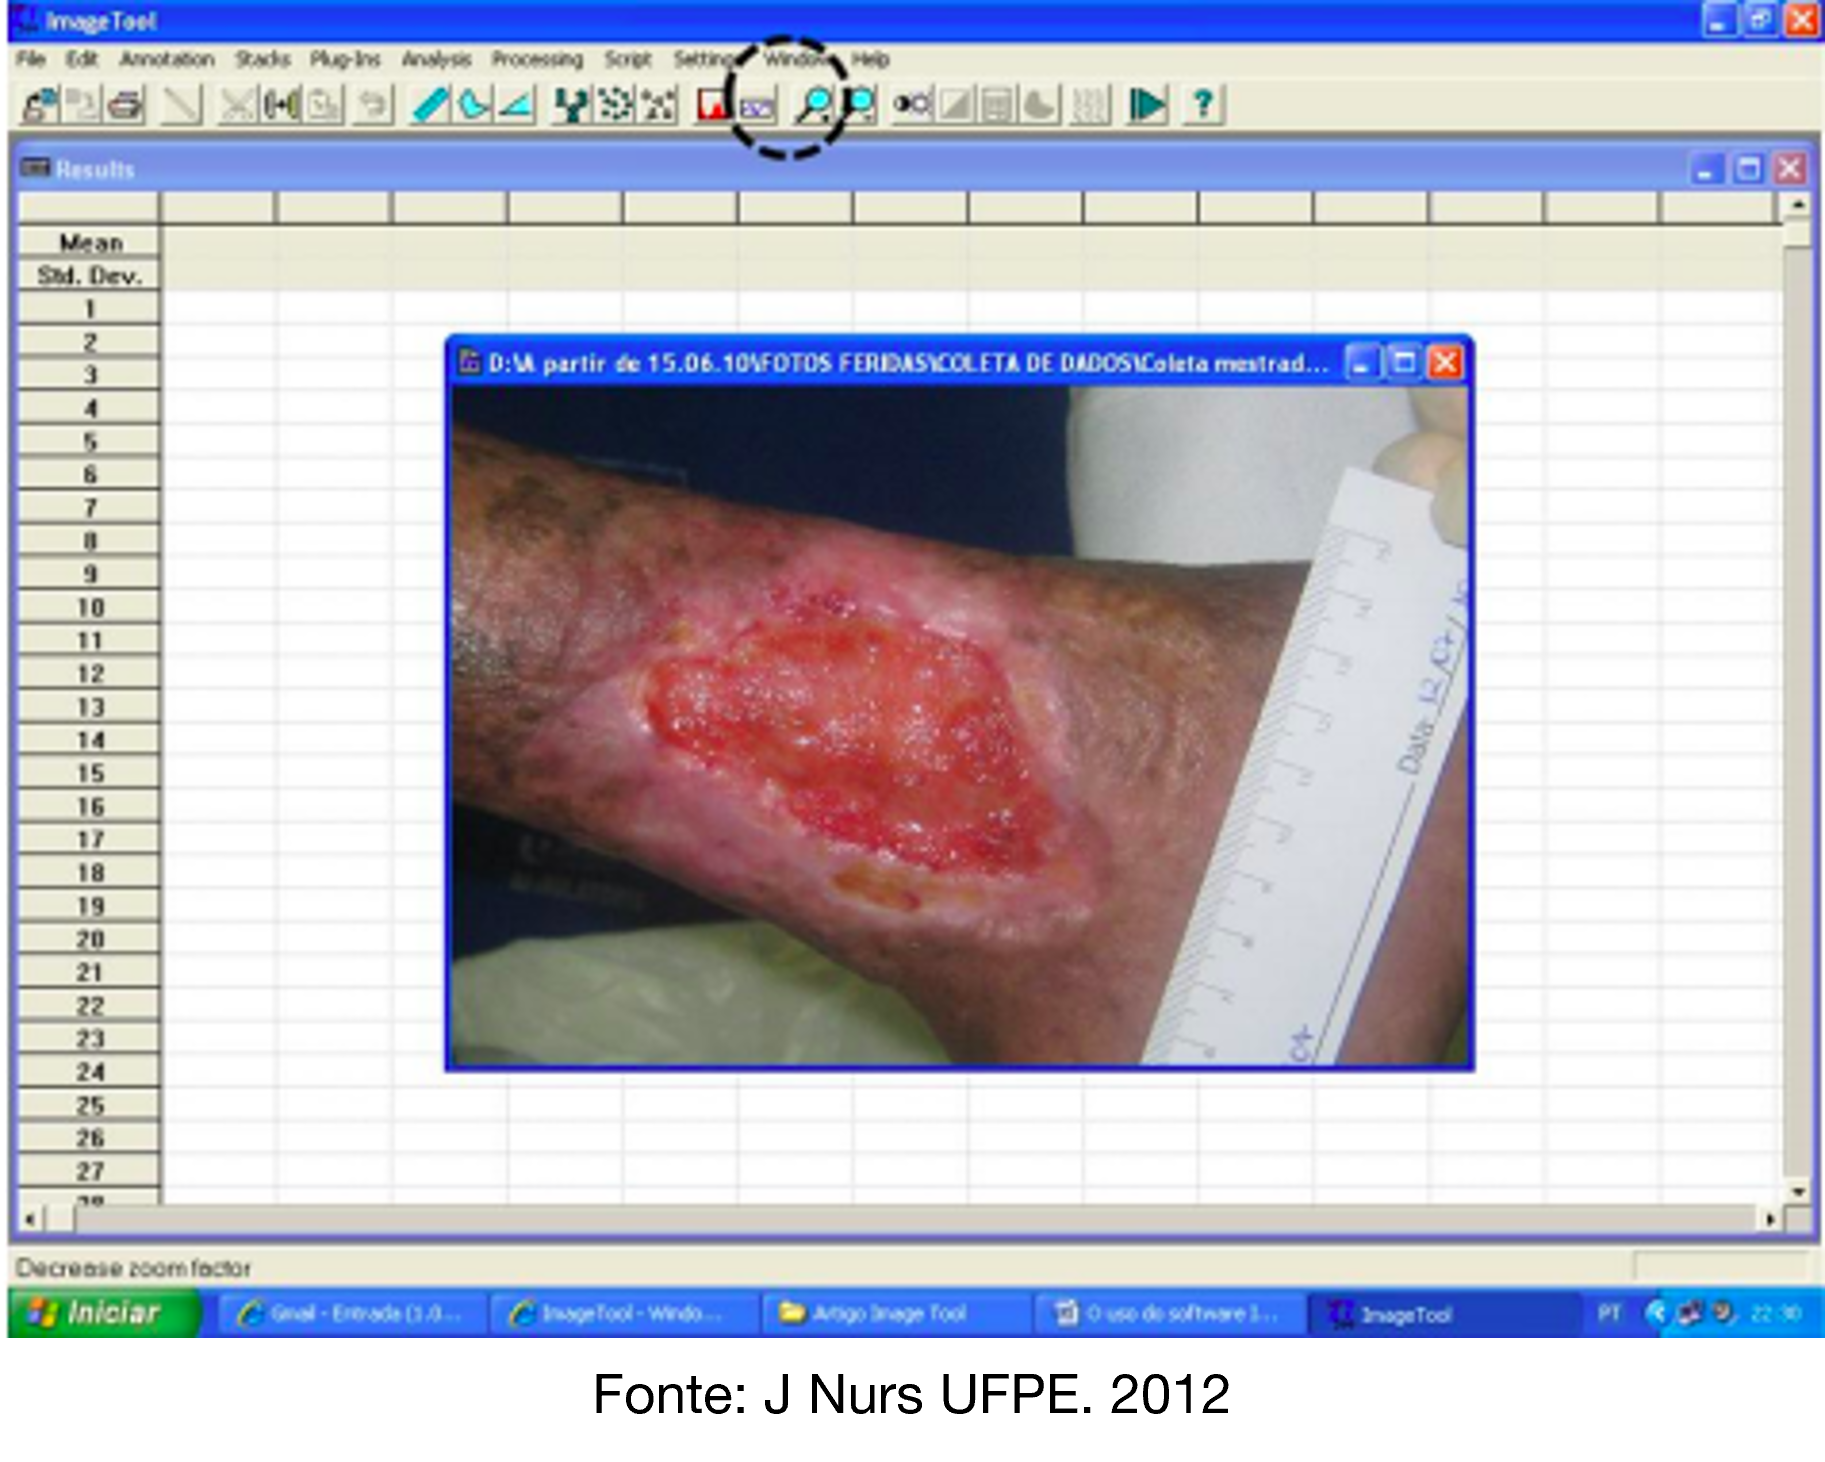 ImageTool
File Edit Annotation Stacks Plug-Ins Analysis Processing Script Settings Window Help
Results
Mean
Std. Dev.
1
2
3
4
5
6
7
8
9
10
11
12
13
14
15
16
17
18
19
20
21
22
23
24
25
26
27
28
D:\A partir de 15.06.10\FOTOS FERIDAS\COLETA DE DADOS\Coleta mestrad...
Data: 12/07/10
Decrease zoom factor
Iniciar
Gmail - Entrada (1.0...
ImageTool - Windo...
Artigo Image Tool
O uso do software I...
ImageTool
PT
22:30
Fonte: J Nurs UFPE. 2012